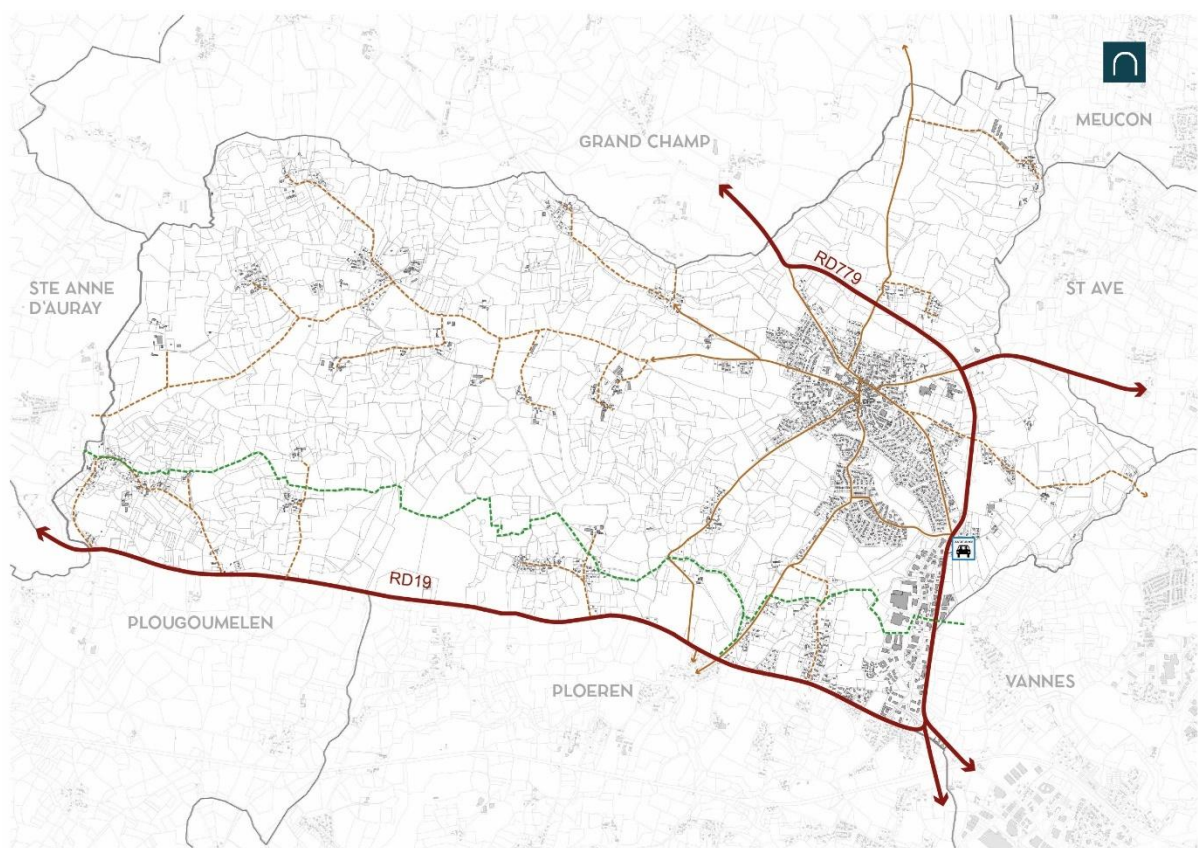 MEUCON
GRAND CHAMP
RD779
STE ANNE
D'AURAY
ST AVE
RD19
PLOUGOUMELEN
PLOEREN
VANNES